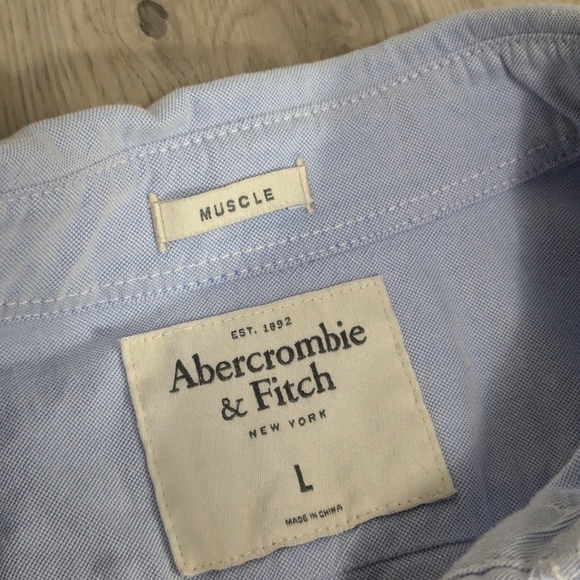 MUSCLE
EST. 1892
Abercrombie
& Fitch
NEW YORK
L
MADE IN CHINA